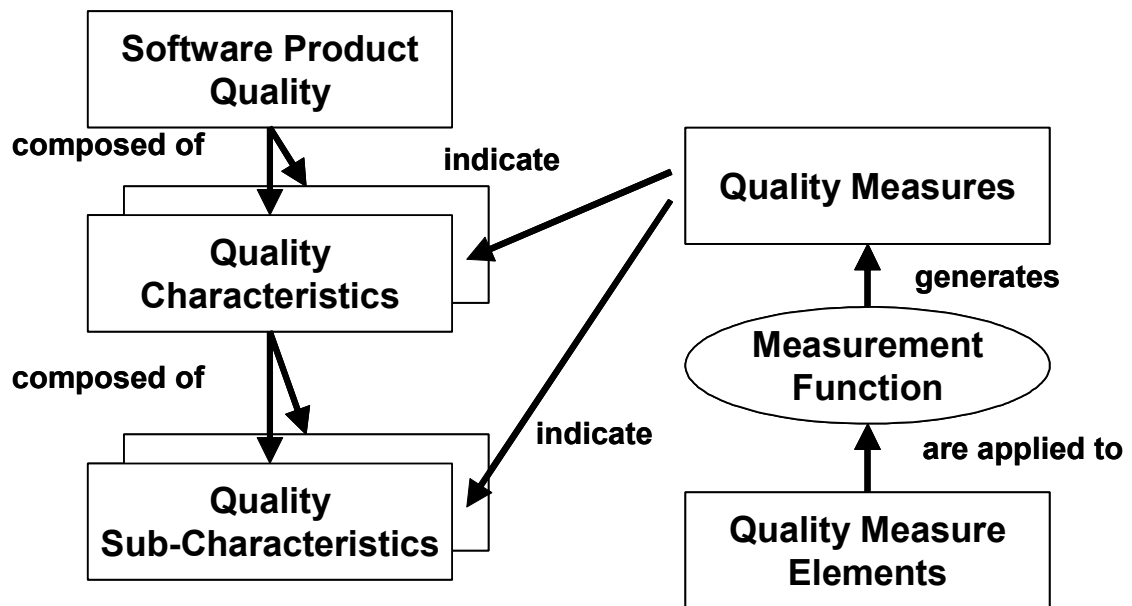 Software Product
Quality
composed of
indicate
Quality Measures
Quality
Characteristics
generates
Measurement
Function
composed of
indicate
are applied to
Quality
Sub-Characteristics
Quality Measure
Elements